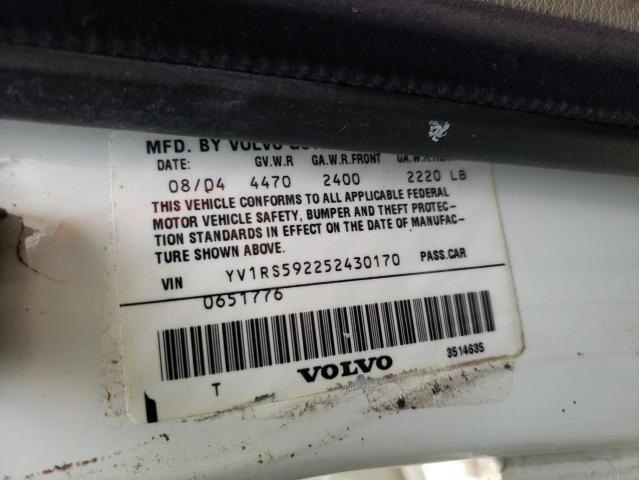 MFD. BY VOLVO
DATE: GV.W.R GA.W.R.FRONT
08/04 4470 2400 2220 LB
THIS VEHICLE CONFORMS TO ALL APPLICABLE FEDERAL
MOTOR VEHICLE SAFETY, BUMPER AND THEFT PROTEC-
TION STANDARDS IN EFFECT ON THE DATE OF MANUFAC-
TURE SHOWN ABOVE.
VIN YV1RS592252430170 PASS.CAR
0651776
3514635
T VOLVO